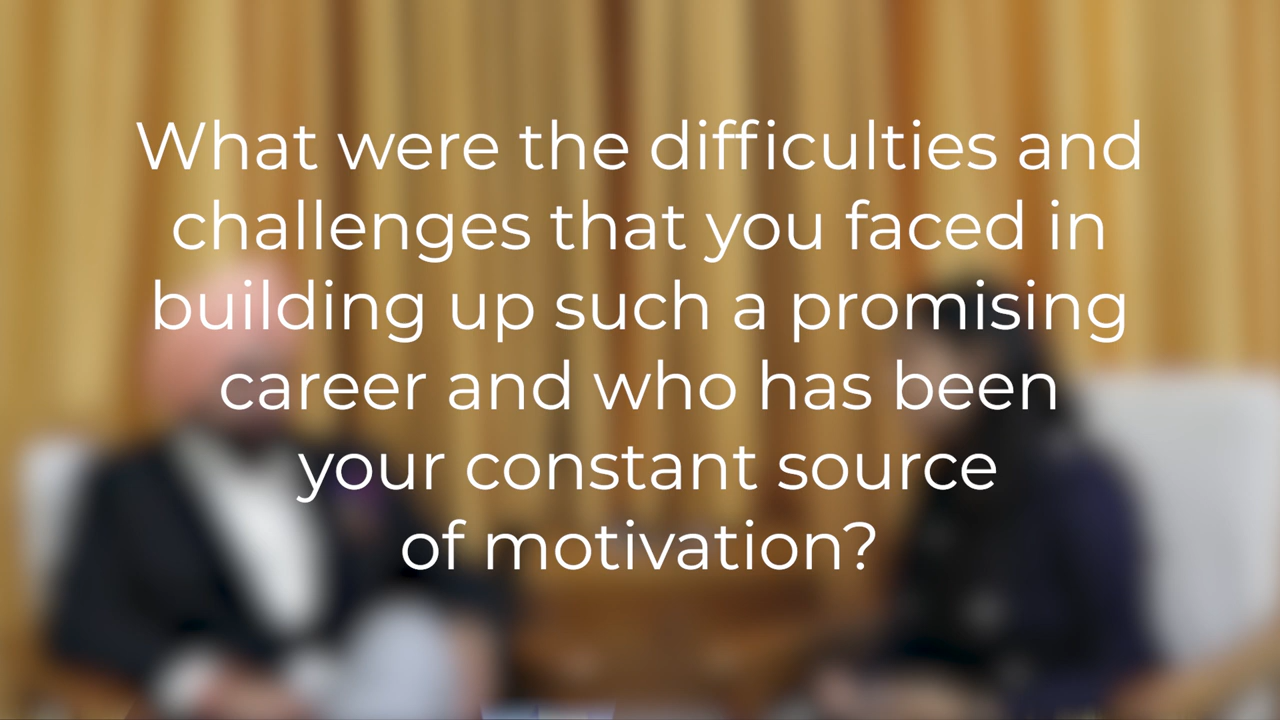 What were the difficulties and
challenges that you faced in
building up such a promising
career and who has been
your constant source
of motivation?